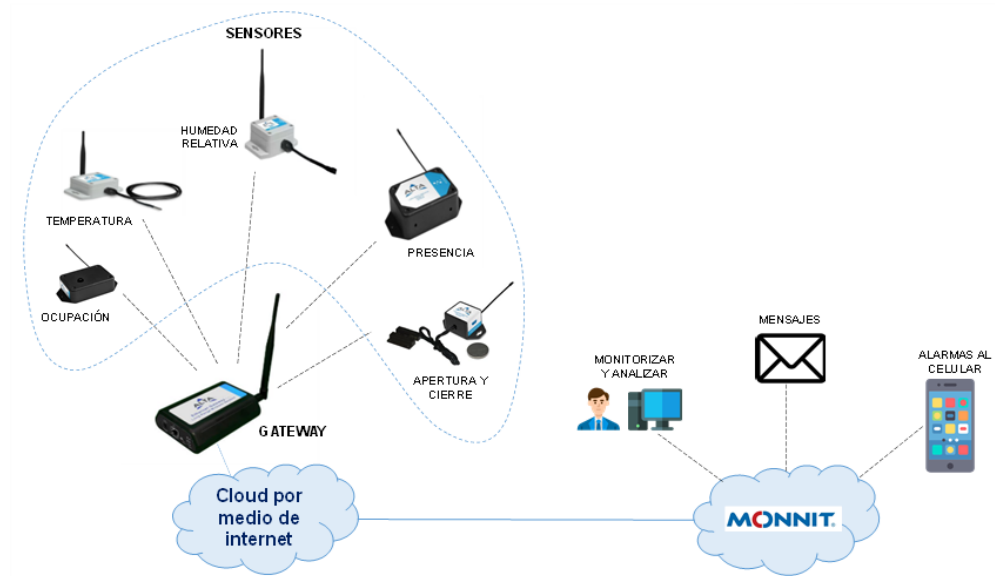 SENSORES
HUMEDAD
RELATIVA
TEMPERATURA
PRESENCIA
OCUPACIÓN
APERTURA Y
CIERRE
GATEWAY
MENSAJES
MONITORIZAR
Y ANALIZAR
ALARMAS AL
CELULAR
Cloud por
medio de
internet
MONNIT.